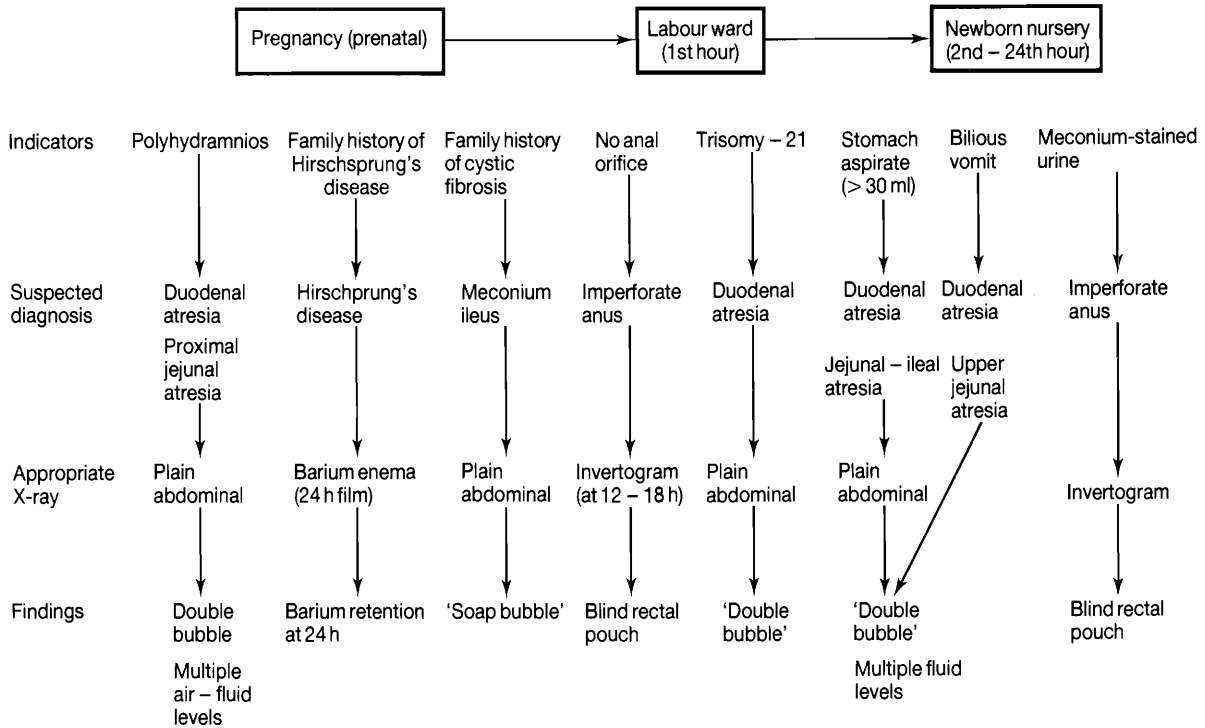 Pregnancy (prenatal)
Labour ward
(1st hour)
Newborn nursery
(2nd – 24th hour)
Indicators
Polyhydramnios
Family history of
Hirschsprung's
disease
Family history
of cystic
fibrosis
No anal
orifice
Trisomy – 21
Stomach
aspirate
(> 30 ml)
Bilious
vomit
Meconium-stained
urine
Suspected
diagnosis
Duodenal
atresia
Proximal
jejunal
atresia
Hirschprung's
disease
Meconium
ileus
Imperforate
anus
Duodenal
atresia
Duodenal
atresia
Jejunal – ileal
atresia
Duodenal
atresia
Upper
jejunal
atresia
Imperforate
anus
Appropriate
X-ray
Plain
abdominal
Barium enema
(24 h film)
Plain
abdominal
Invertogram
(at 12 – 18 h)
Plain
abdominal
Plain
abdominal
Invertogram
Findings
Double
bubble
Multiple
air – fluid
levels
Barium retention
at 24 h
'Soap bubble'
Blind rectal
pouch
'Double
bubble'
'Double
bubble'
Multiple fluid
levels
Blind rectal
pouch